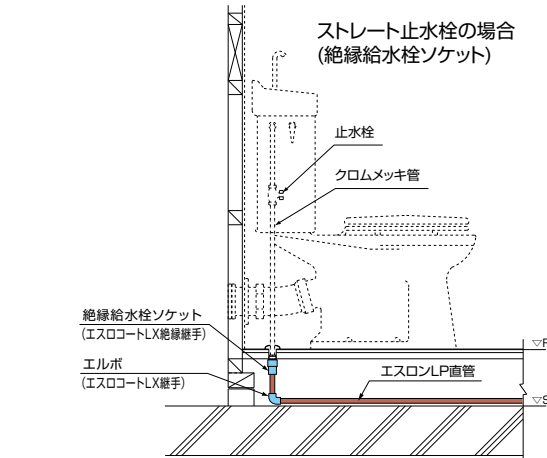 ストレート止水栓の場合
(絶縁給水栓ソケット)
止水栓
クロムメッキ管
絶縁給水栓ソケット
(エスロコートLX絶縁継手)
エルボ
(エスロコートLX継手)
エスロンLP直管
▽F
▽S